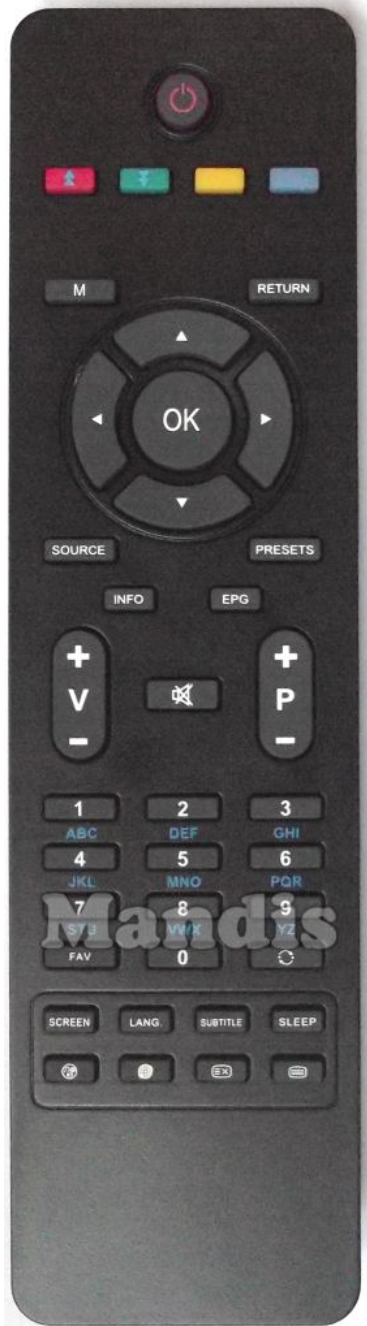 M RETURN
OK
SOURCE PRESETS
INFO EPG
+ +
V P
- -
1 2 3
ABC DEF GHI
4 5 6
JKL MNO PQR
7 8 9
STU VWX YZ
Mandis
FAV 0
SCREEN LANG. SUBTITLE SLEEP